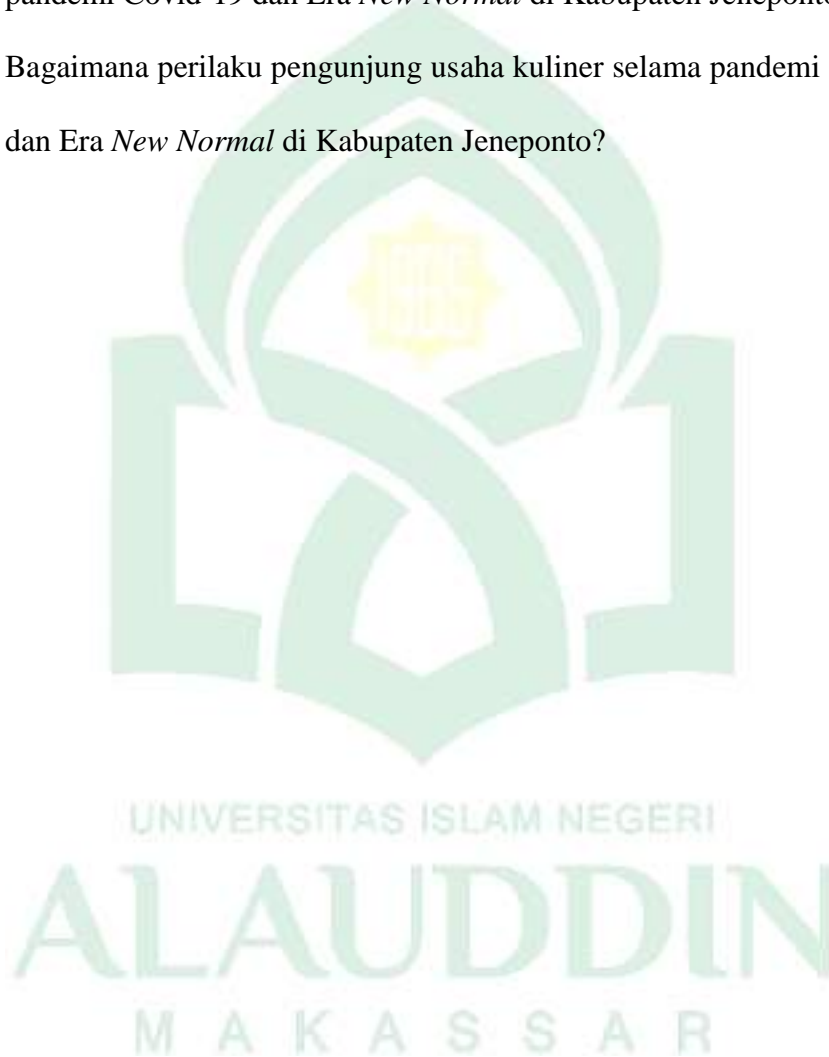 pandemi Covid-19 dan Era New Normal di Kabupaten Jeneponto
Bagaimana perilaku pengunjung usaha kuliner selama pandemi
dan Era New Normal di Kabupaten Jeneponto?
UNIVERSITAS ISLAM NEGERI
ALAUDDIN
MAKASSAR